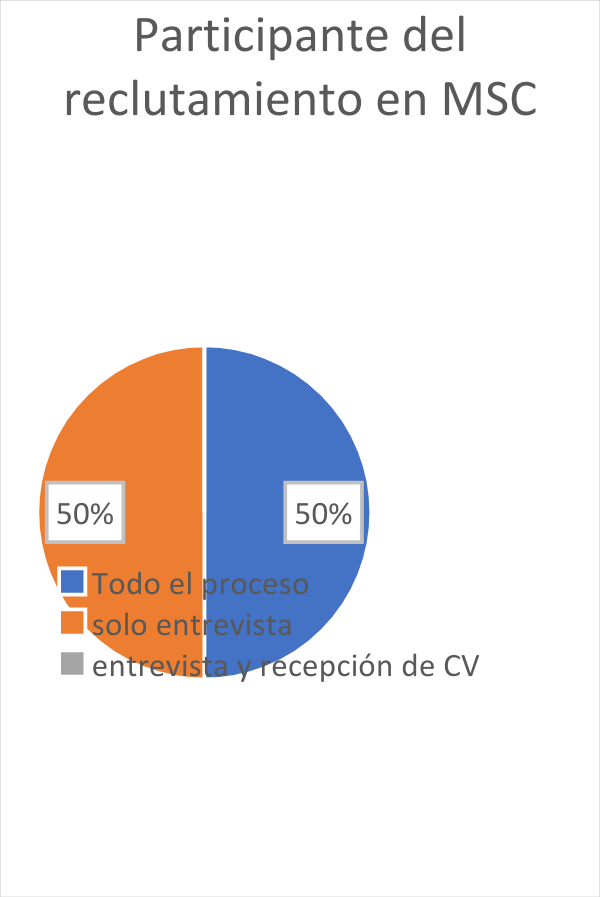 Participante del
reclutamiento en MSC
50%
50%
Todo el proceso
solo entrevista
entrevista y recepción de CV